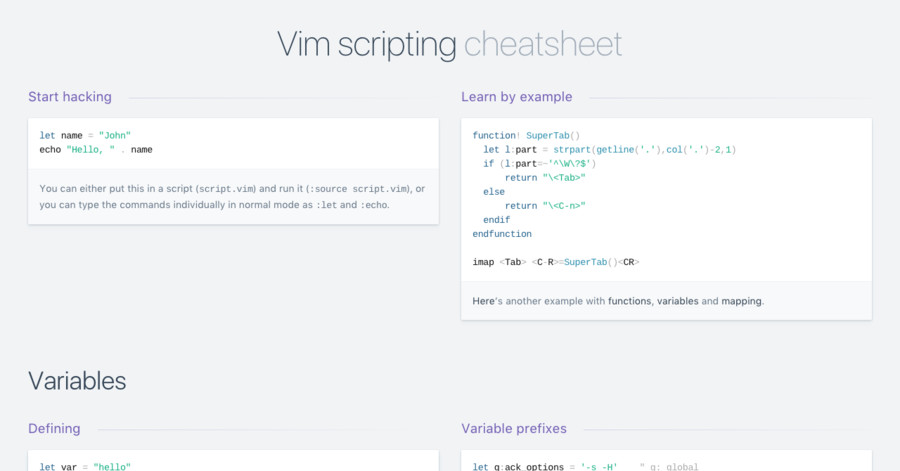 Vim scripting cheatsheet
Start hacking
let name = "John"
echo "Hello, " . name
You can either put this in a script (script.vim) and run it (:source script.vim), or
you can type the commands individually in normal mode as :let and :echo.
Learn by example
function! SuperTab()
  let l:part = strpart(getline('.'),col('.')-2,1)
  if (l:part=~'^\W\?$')
      return "\<Tab>"
  else
      return "\<C-n>"
  endif
endfunction
imap <Tab> <C-R>=SuperTab()<CR>
Here's another example with functions, variables and mapping.
Variables
Defining
let var = "hello"
Variable prefixes
let g:ack_options = '-s -H'    " g: global